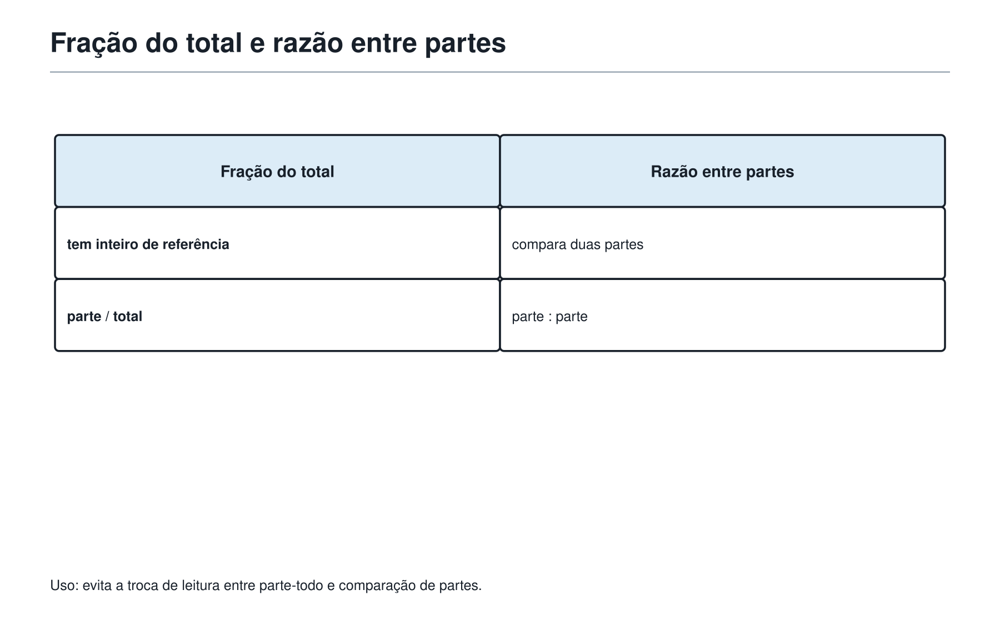 Fração do total e razão entre partes
Fração do total
Razão entre partes
tem inteiro de referência
compara duas partes
parte / total
parte : parte
Uso: evita a troca de leitura entre parte-todo e comparação de partes.